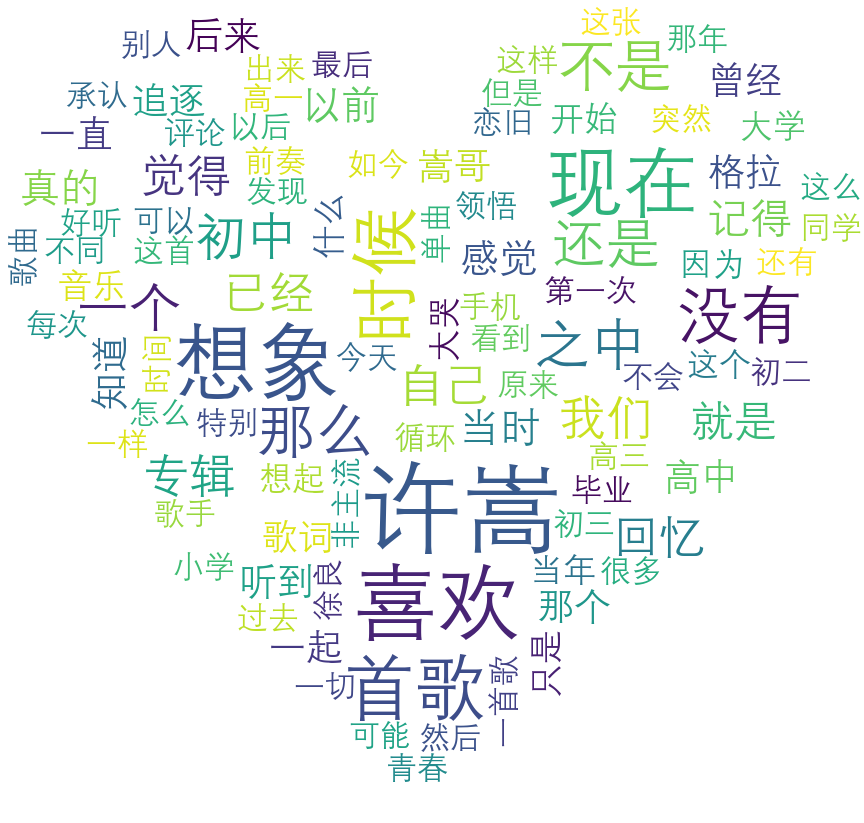 这张
别人
后来
那年
出来
最后
这样
不是
曾经
承认
追逐
高一
以前
但是
一直
评论
以后
恋旧
开始
突然
大学
觉得
前奏
如今
嵩哥
现在
格拉
真的
发现
领悟
这么
好听
可以
初中
什么
时候
单曲
还是
记得
同学
歌曲
不同
这首
感觉
因为
还有
音乐
一个
已经
第一次
没有
每次
想象
大哭
手机
看到
之中
知道
时间
今天
自己
原来
不会
这个
初二
怎么
特别
那么
循环
当时
我们
就是
一样
专辑
想起
非主流
许嵩
高三
高中
毕业
歌手
歌词
初三
回忆
小学
听到
徐良
喜欢
当年
很多
过去
那个
一起
只是
一切
首歌
一首歌
可能
然后
青春